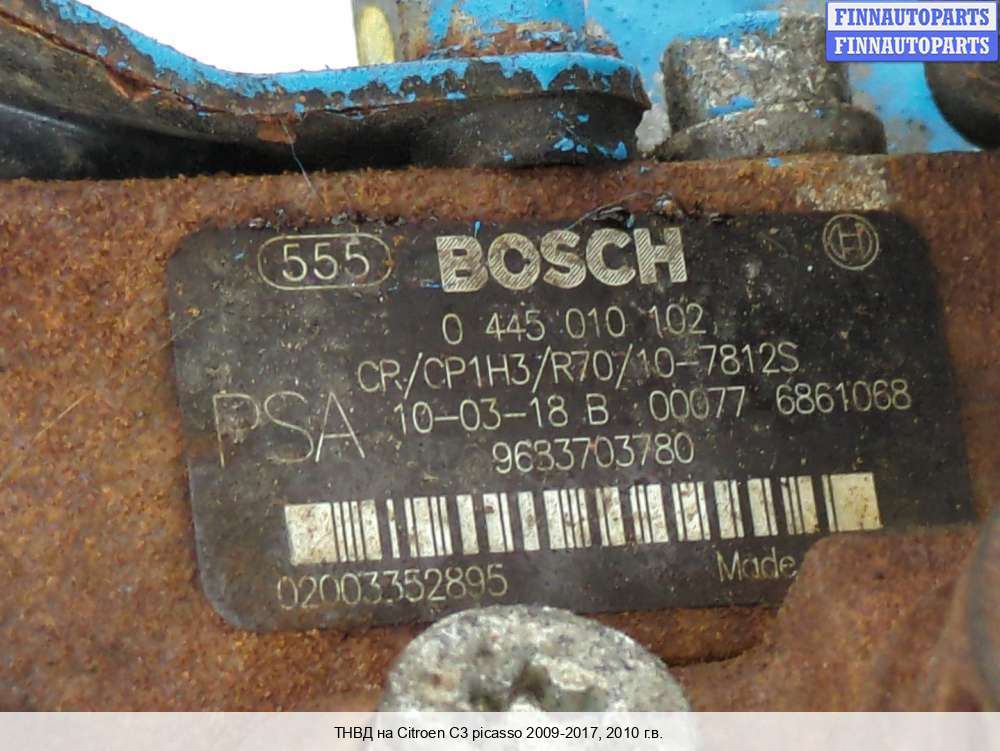 FINNAUTOPARTS
FINNAUTOPARTS
555 BOSCH H
0 445 010 102
CR/CP1H3/R70/10-7812S
PSA 10-03-18 B 00077 6861068
9683703780
02003352895 Made
ТНВД на Citroen C3 picasso 2009-2017, 2010 г.в.